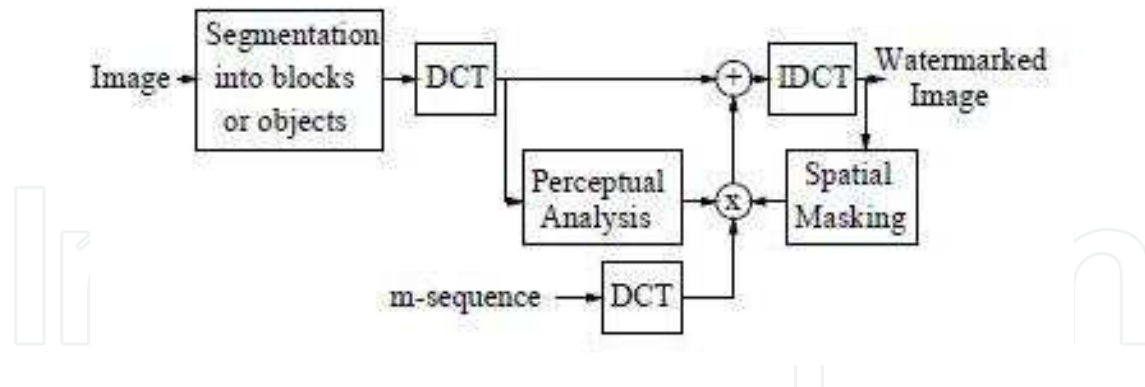 Segmentation
into blocks
or objects
Image
DCT
+
IDCT
Watermarked
Image
Perceptual
Analysis
x
Spatial
Masking
m-sequence
DCT